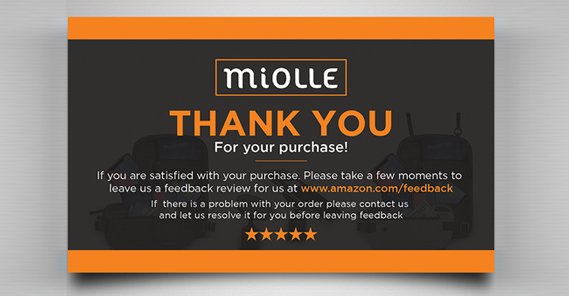 MiOLLE
THANK YOU
For your purchase!
If you are satisfied with your purchase. Please take a few moments to
leave us a feedback review for us at www.amazon.com/feedback
If there is a problem with your order please contact us
and let us resolve it for you before leaving feedback